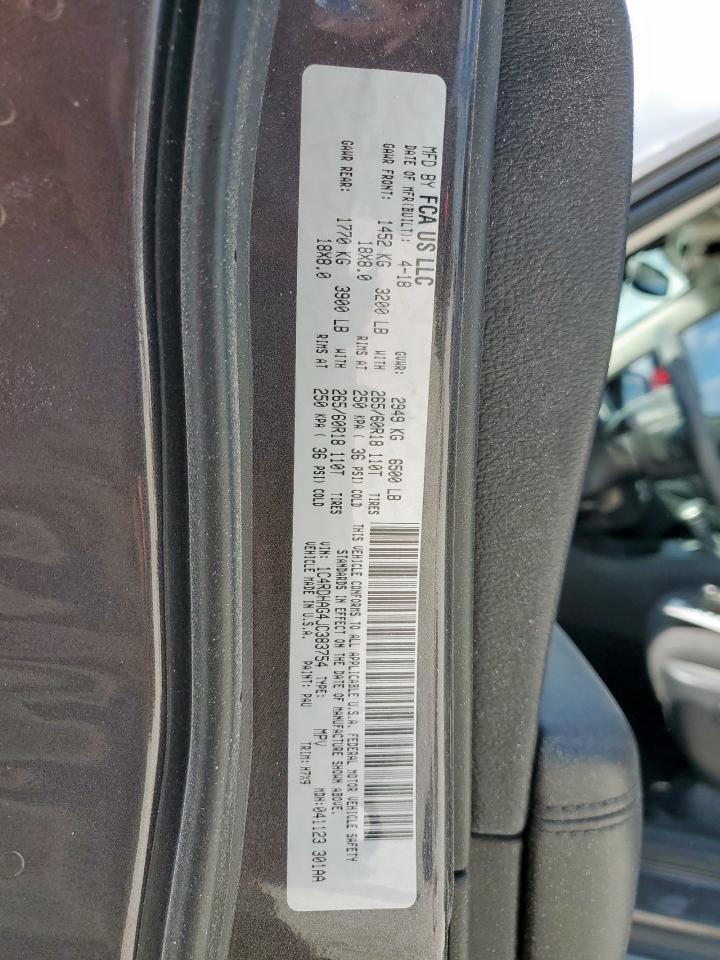 MFD BY FCA US LLC
DATE OF MFR(BUILT): 4-18 GVWR: 2949 KG 6500 LB
GAWR FRONT: 1452 KG 3200 LB WITH 265/60R18 110T TIRES
18X8.0 RIMS AT 250 KPA ( 36 PSI) COLD
GAWR REAR: 1770 KG 3900 LB WITH 265/60R18 110T TIRES
18X8.0 RIMS AT 250 KPA ( 36 PSI) COLD
THIS VEHICLE CONFORMS TO ALL APPLICABLE U.S.A. FEDERAL MOTOR VEHICLE SAFETY
STANDARDS IN EFFECT ON THE DATE OF MANUFACTURE SHOWN ABOVE.
VIN: 1C4RDHAG4JC383754 TYPE: MPV MDH:041123 301AA
VEHICLE MADE IN U.S.A. PAINT: PAU TRIM: H7X9